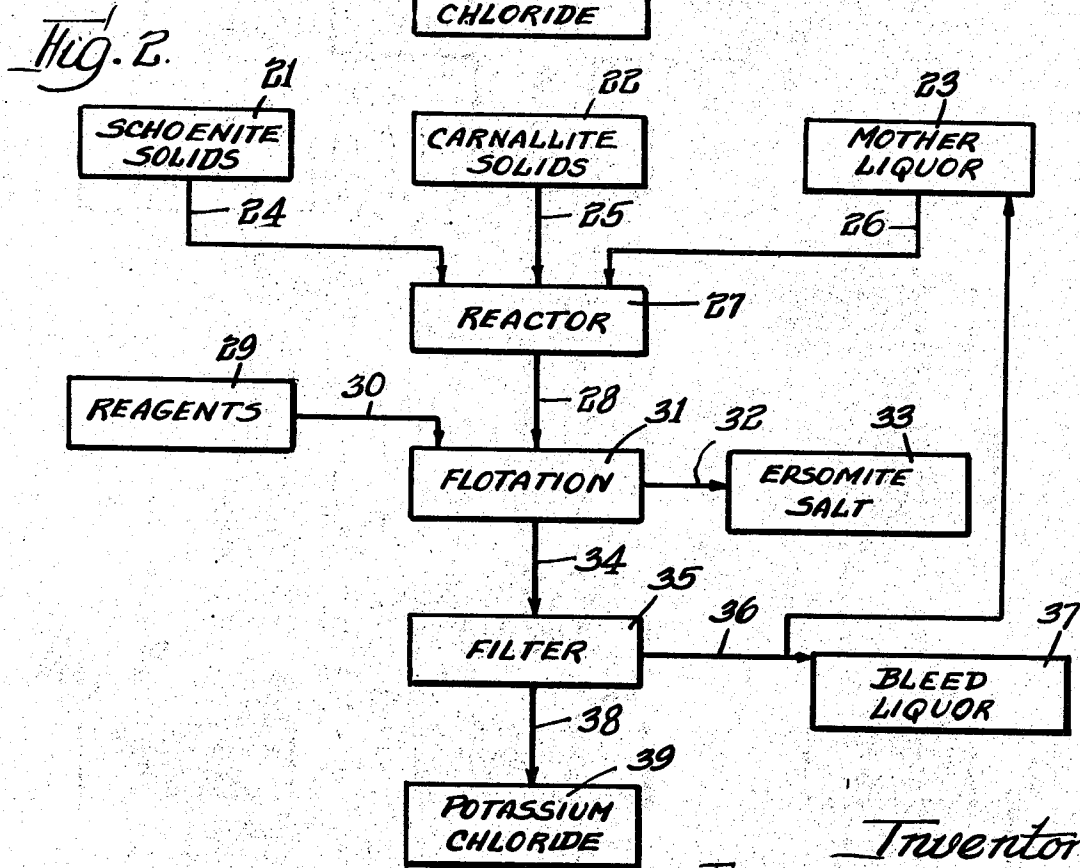 CHLORIDE
Fig. 2.
21
22
23
SCHOENITE
SOLIDS
CARNALLITE
SOLIDS
MOTHER
LIQUOR
24
25
26
REACTOR
27
29
REAGENTS
30
28
31
32
33
FLOTATION
ERSOMITE
SALT
34
35
36
37
FILTER
BLEED
LIQUOR
38
39
POTASSIUM
CHLORIDE
Inventor